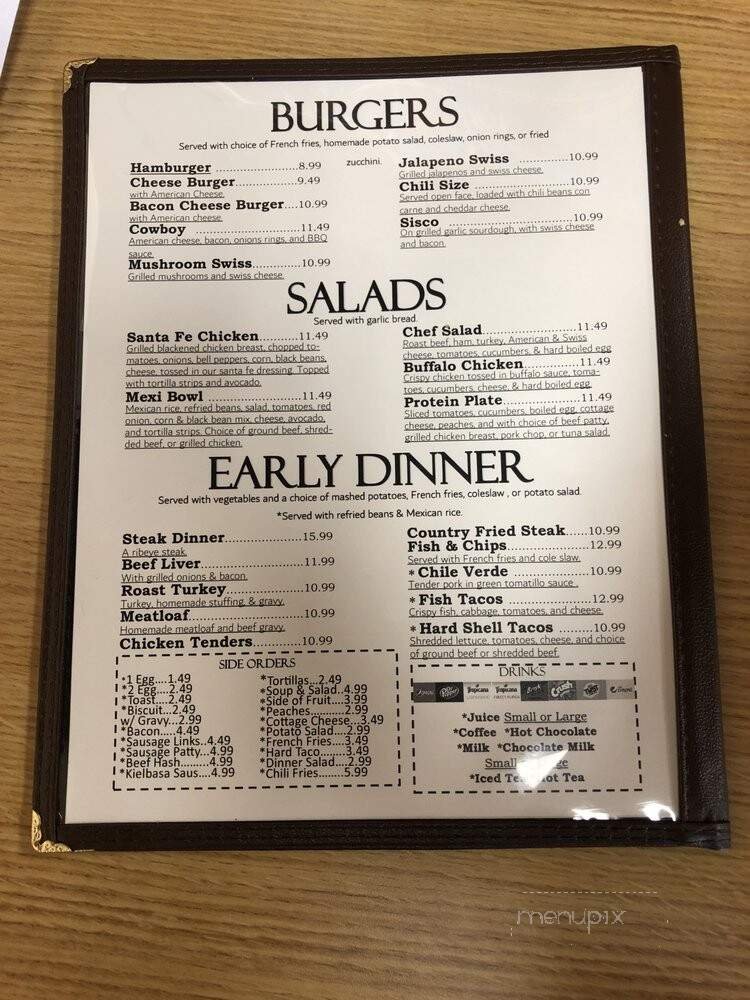 BURGERS
Served with choice of French fries, homemade potato salad, coleslaw, onion rings, or fried
zucchini.
Hamburger ..................8.99
Cheese Burger....................9.49
with American Cheese.
Bacon Cheese Burger....10.99
with American cheese.
Cowboy .........................11.49
American cheese, bacon, onions rings, and BBQ
sauce.
Mushroom Swiss.............10.99
Grilled mushrooms and swiss cheese.
Jalapeno Swiss .............10.99
Grilled jalapenos and swiss cheese.
Chili Size .........................10.99
Served open face, loaded with chili beans con
carne and cheddar cheese.
Sisco ................................10.99
On grilled garlic sourdough, with swiss cheese
and bacon.
SALADS
Served with garlic bread.
Santa Fe Chicken...........11.49
Grilled blackened chicken breast, chopped to-
matoes, onions, bell peppers, corn, black beans,
cheese, tossed in our santa fe dressing. Topped
with tortilla strips and avocado.
Mexi Bowl .......................11.49
Mexican rice, refried beans, salad, tomatoes, red
onion, corn & black bean mix, cheese, avocado,
and tortilla strips. Choice of ground beef, shred-
ded beef, or grilled chicken.
Chef Salad.........................11.49
Roast beef, ham, turkey, American & Swiss
cheese, tomatoes, cucumbers, & hard boiled egg
Buffalo Chicken...............11.49
Crispy chicken tossed in buffalo sauce, toma-
toes, cucumbers, cheese, & hard boiled egg.
Protein Plate.....................11.49
Sliced tomatoes, cucumbers, boiled egg, cottage
cheese, peaches, and with choice of beef patty,
grilled chicken breast, pork chop, or tuna salad.
EARLY DINNER
Served with vegetables and a choice of mashed potatoes, French fries, coleslaw , or potato salad.
*Served with refried beans & Mexican rice.
Steak Dinner.....................15.99
A ribeye steak.
Beef Liver..........................11.99
With grilled onions & bacon.
Roast Turkey.....................10.99
Turkey, homemade stuffing, & gravy.
Meatloaf.............................10.99
Homemade meatloaf and beef gravy.
Chicken Tenders..............10.99
Country Fried Steak......10.99
Fish & Chips.....................12.99
Served with French fries and cole slaw.
* Chile Verde ...................10.99
Tender pork in green tomatillo sauce .
* Fish Tacos .....................12.99
Crispy fish, cabbage, tomatoes, and cheese.
* Hard Shell Tacos .........10.99
Shredded lettuce, tomatoes, cheese, and choice
of ground beef or shredded beef.
SIDE ORDERS
*1 Egg....1.49
*2 Egg....2.49
*Toast....2.49
*Biscuit...2.49
w/ Gravy...2.99
*Bacon.....4.49
*Sausage Links..4.49
*Sausage Patty...4.99
*Beef Hash.........4.99
*Kielbasa Saus....4.99
*Tortillas...2.49
*Soup & Salad..4.99
*Side of Fruit....3.99
*Peaches............2.99
*Cottage Cheese...3.49
*Potato Salad....2.99
*French Fries....3.49
*Hard Taco........3.49
*Dinner Salad....2.99
*Chili Fries........5.99
DRINKS
Dr Pepper
Tropicana
Tropicana
Crush
*Juice Small or Large
*Coffee *Hot Chocolate
*Milk *Chocolate Milk
*Iced Hot Tea
menupix